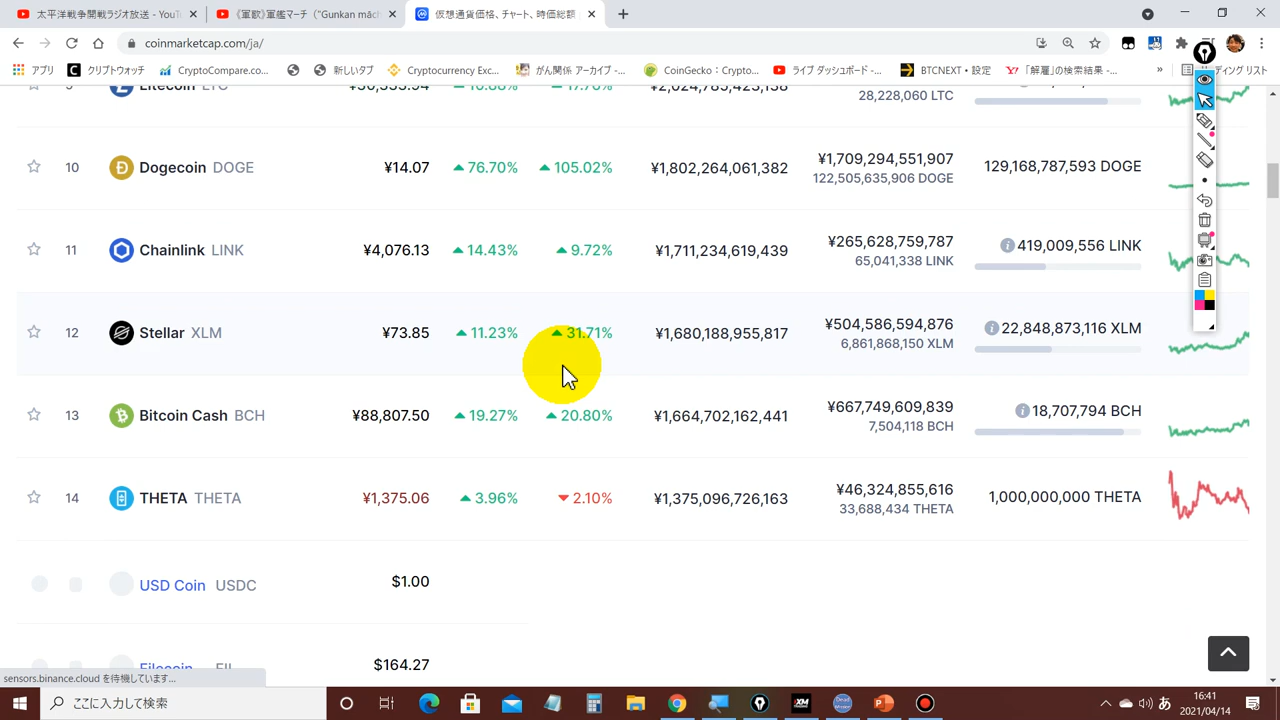 太平洋戦争開戦ラジオ放送 - YouT
《軍歌》軍艦マーチ ("Gunkan māch
仮想通貨価格、チャート、時価総額
coinmarketcap.com/ja/
アプリ クリプトウォッチ CryptoCompare.co... 新しいタブ Cryptocurrency Exc... がん関係 アーカイブ -... CoinGecko : Cryptoc... ライブ ダッシュボード -... BTCNEXT・設定 「解雇」の検索結果 -... » ディング リスト
28,228,060 LTC
10 Dogecoin DOGE ¥14.07 76.70% 105.02% ¥1,802,264,061,382 ¥1,709,294,551,907 129,168,787,593 DOGE
122,505,635,906 DOGE
11 Chainlink LINK ¥4,076.13 14.43% 9.72% ¥1,711,234,619,439 ¥265,628,759,787 419,009,556 LINK
65,041,338 LINK
12 Stellar XLM ¥73.85 11.23% 31.71% ¥1,680,188,955,817 ¥504,586,594,876 22,848,873,116 XLM
6,861,868,150 XLM
13 Bitcoin Cash BCH ¥88,807.50 19.27% 20.80% ¥1,664,702,162,441 ¥667,749,609,839 18,707,794 BCH
7,504,118 BCH
14 THETA THETA ¥1,375.06 3.96% 2.10% ¥1,375,096,726,163 ¥46,324,855,616 1,000,000,000 THETA
33,688,434 THETA
USD Coin USDC $1.00
Filecoin FIL $164.27
sensors.binance.cloud を待機しています...
ここに入力して検索
あ
16:41
2021/04/14